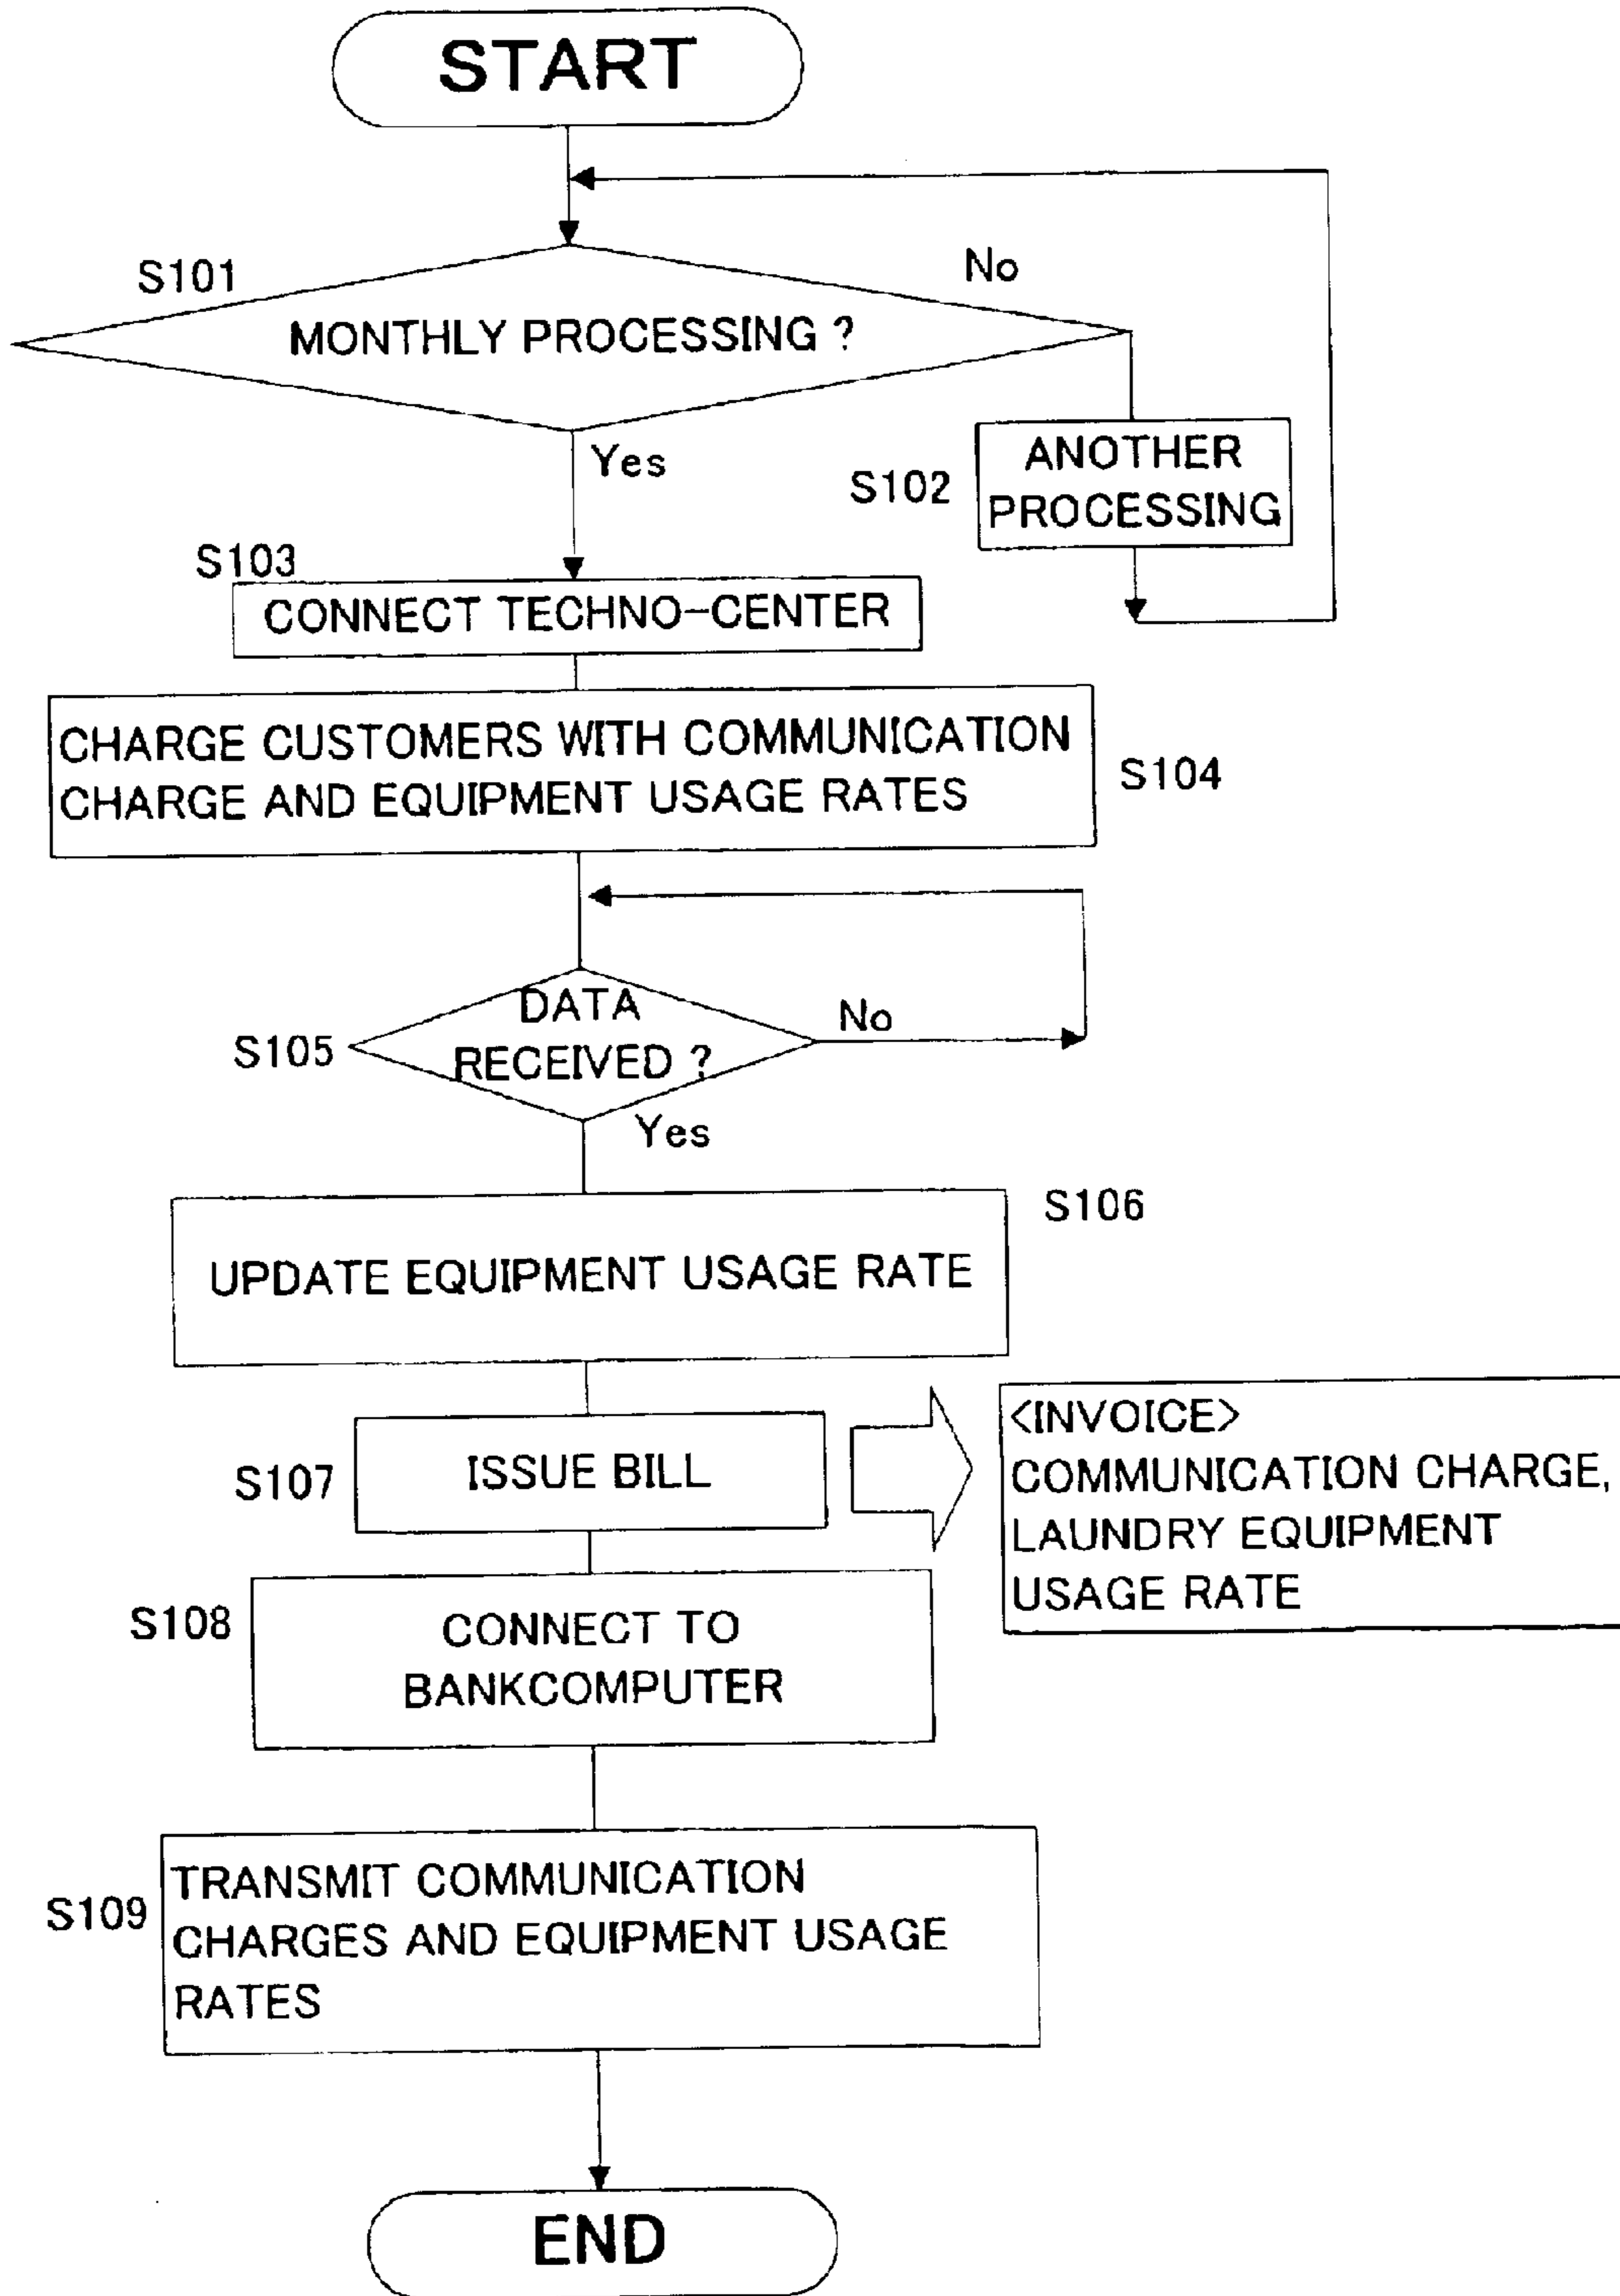 START
S101
No
MONTHLY PROCESSING ?
Yes
S102
ANOTHER
PROCESSING
S103
CONNECT TECHNO-CENTER
CHARGE CUSTOMERS WITH COMMUNICATION
CHARGE AND EQUIPMENT USAGE RATES
S104
S105
DATA
RECEIVED ?
No
Yes
S106
UPDATE EQUIPMENT USAGE RATE
S107
ISSUE BILL
<INVOICE>
COMMUNICATION CHARGE,
LAUNDRY EQUIPMENT
USAGE RATE
S108
CONNECT TO
BANKCOMPUTER
S109
TRANSMIT COMMUNICATION
CHARGES AND EQUIPMENT USAGE
RATES
END